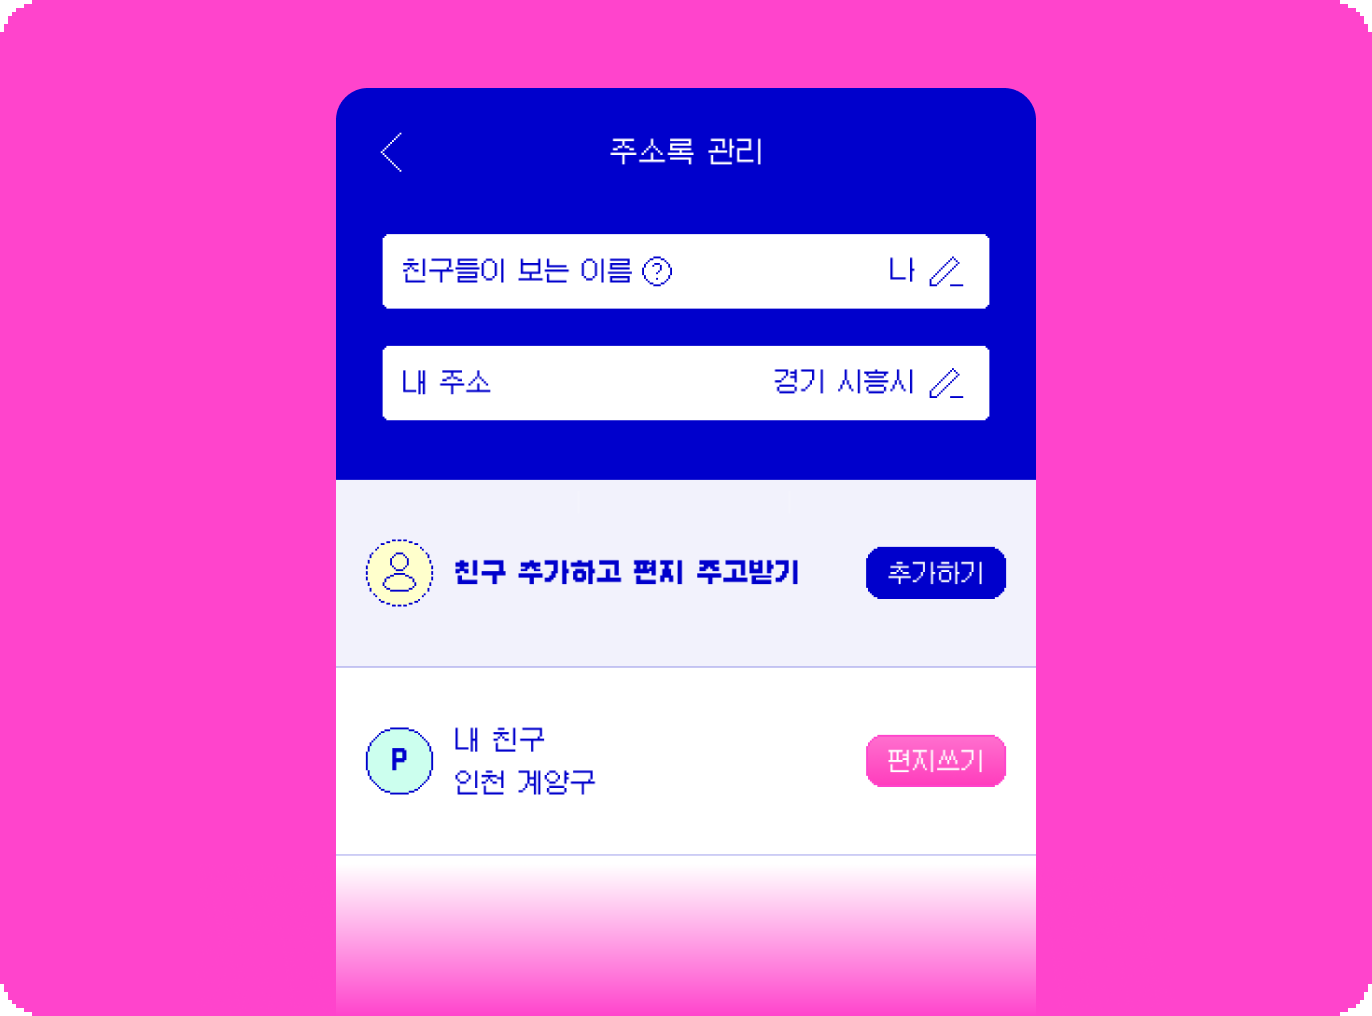 주소록 관리
친구들이 보는 이름 ? 나
내 주소 경기 시흥시
친구 추가하고 편지 주고받기 추가하기
P
내 친구
인천 계양구
편지쓰기